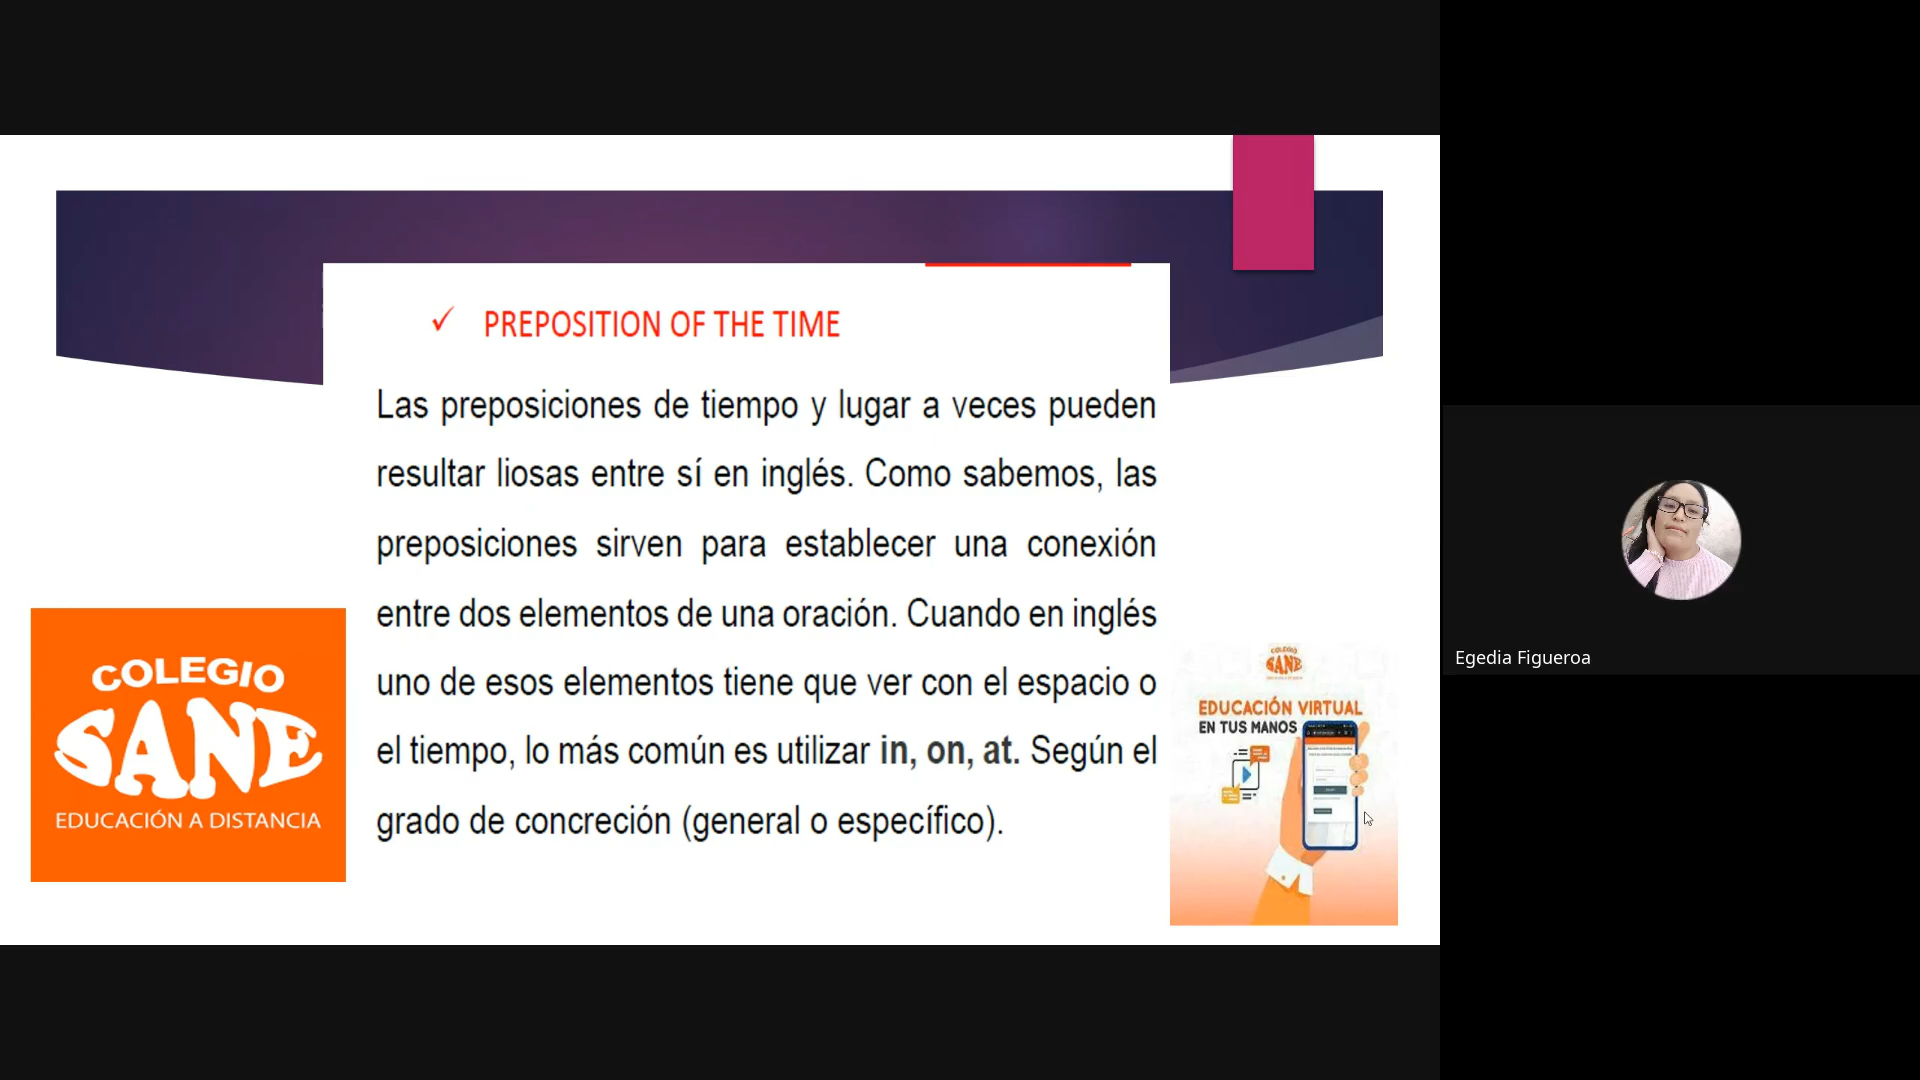 ✓ PREPOSITION OF THE TIME
Las preposiciones de tiempo y lugar a veces pueden
resultar liosas entre sí en inglés. Como sabemos, las
preposiciones sirven para establecer una conexión
entre dos elementos de una oración. Cuando en inglés
uno de esos elementos tiene que ver con el espacio o
el tiempo, lo más común es utilizar in, on, at. Según el
grado de concreción (general o específico).
COLEGIO
SANE
EDUCACIÓN A DISTANCIA
COLEGIO
SANE
EDUCACIÓN VIRTUAL
EN TUS MANOS
Egedia Figueroa